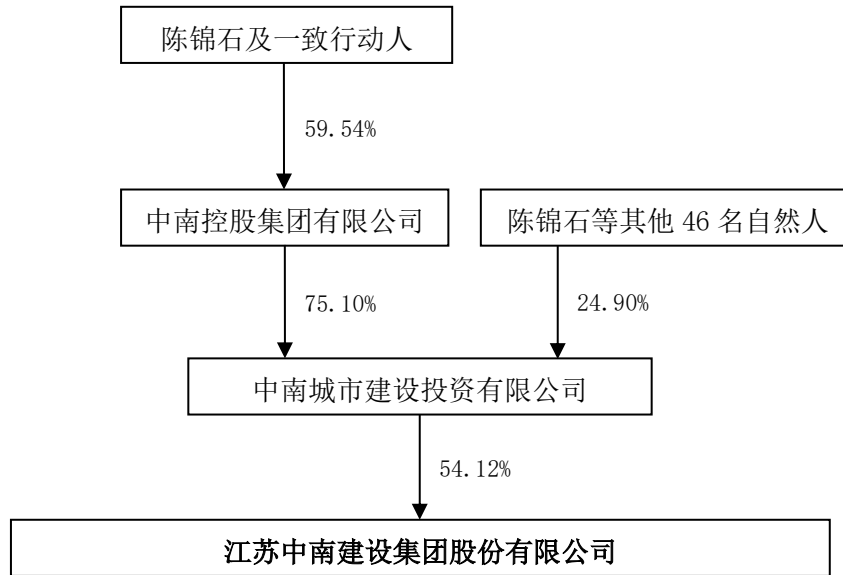 陈锦石及一致行动人
59.54%
中南控股集团有限公司
陈锦石等其他 46 名自然人
75.10%
24.90%
中南城市建设投资有限公司
54.12%
江苏中南建设集团股份有限公司